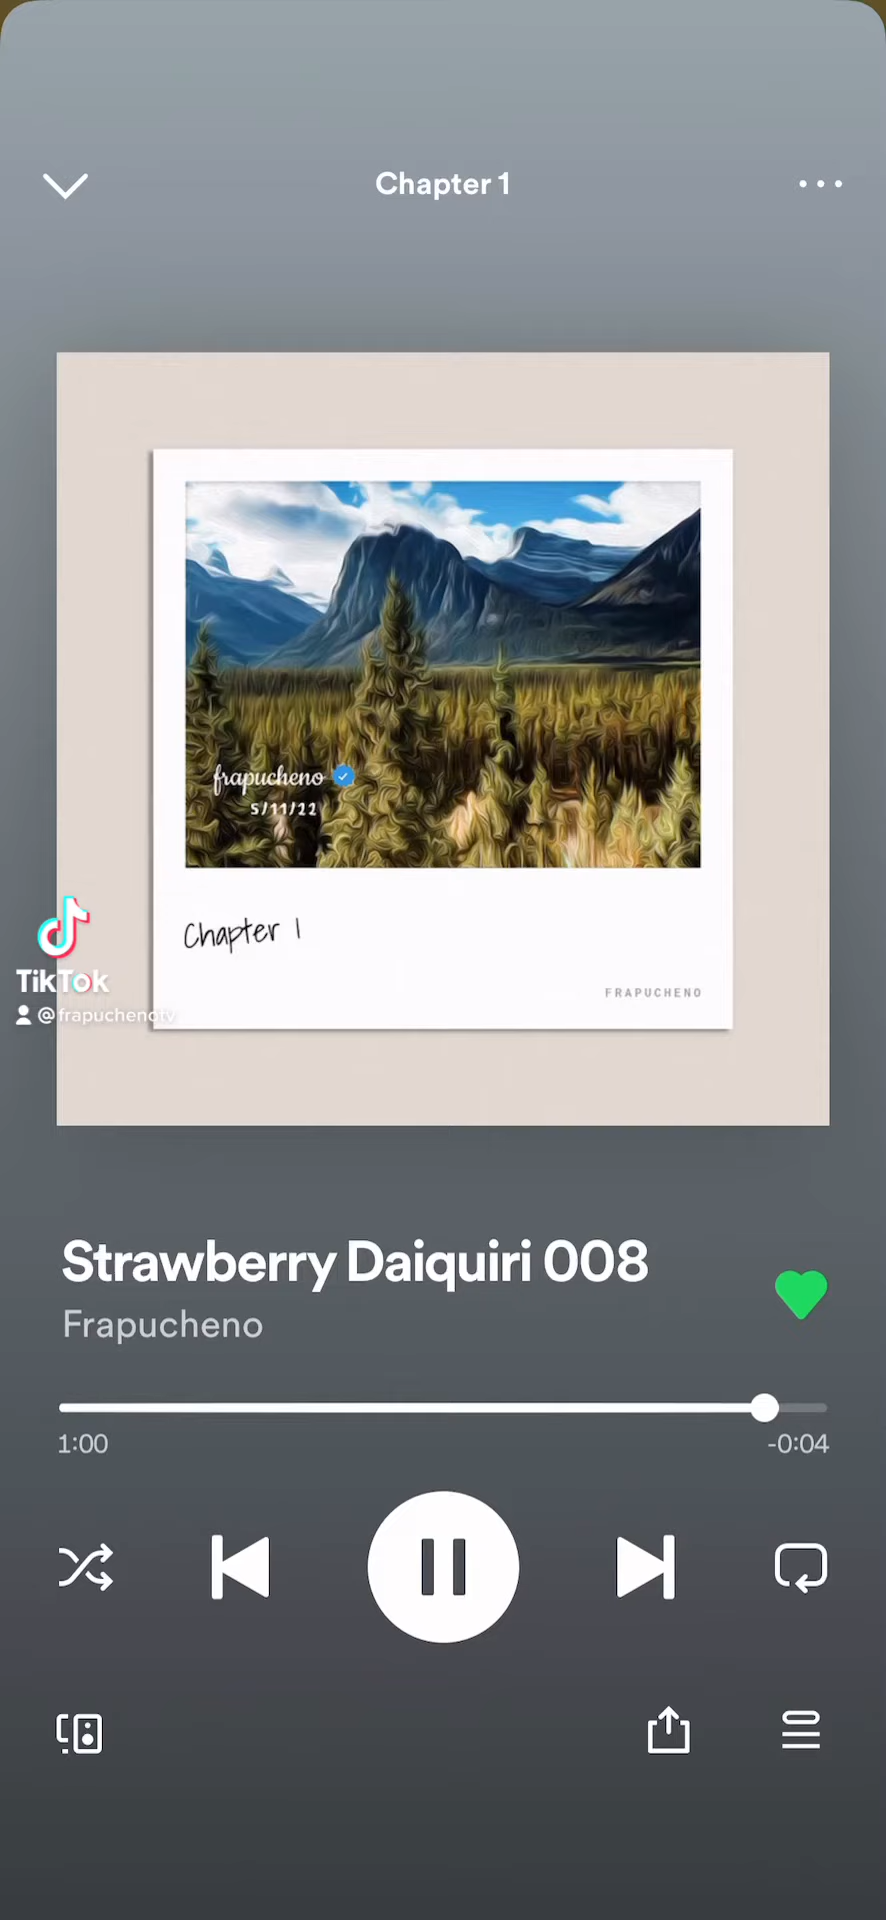 Chapter 1
frapucheno
5/11/22
Chapter 1
FRAPUCHENO
TikTok
@frapuchenotv
Strawberry Daiquiri 008
Frapucheno
1:00
-0:04